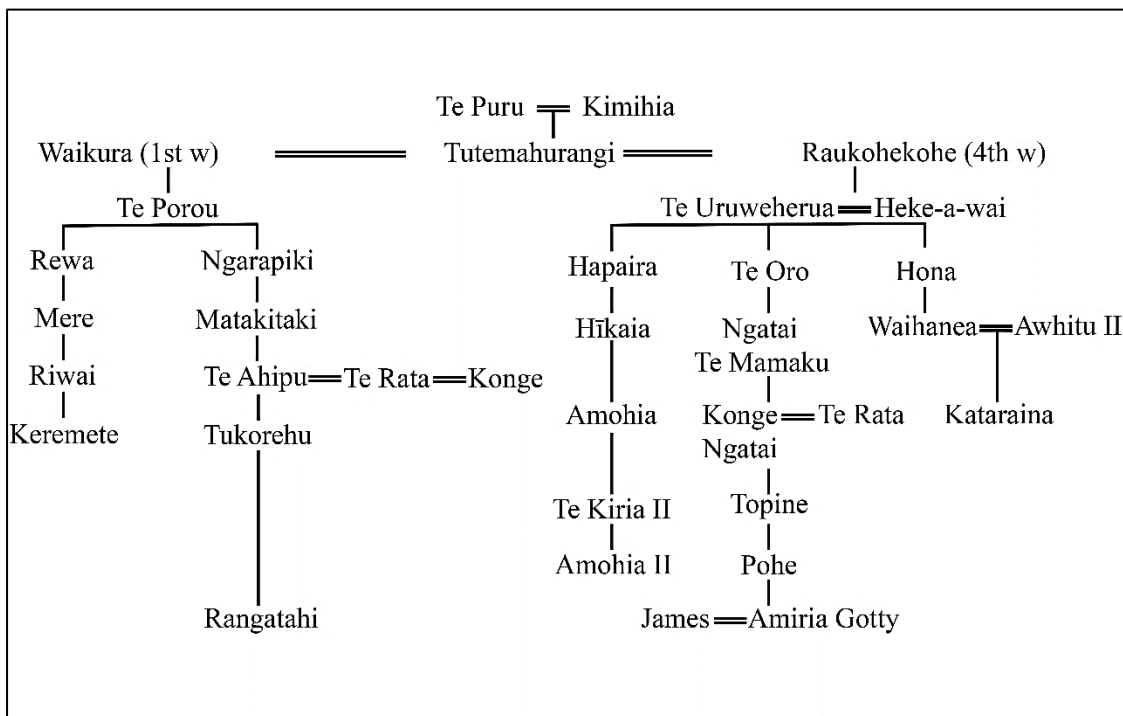 Te Puru Kimihia
Waikura (1st w) Tutemahurangi Raukohekohe (4th w)
Te Porou Te Uruweherua Heke-a-wai
Rewa Ngarapiki Hapaira Te Oro Hona
Mere Matakitaki Hīkaia Ngatai Waihanea Awhitu II
Te Mamaku
Riwai Te Ahipu Te Rata Konge
Amohia Konge Te Rata Kataraina
Keremete Tukorehu Ngatai
Te Kiria II Topine
Amohia II Pohe
Rangatahi James Amiria Gotty